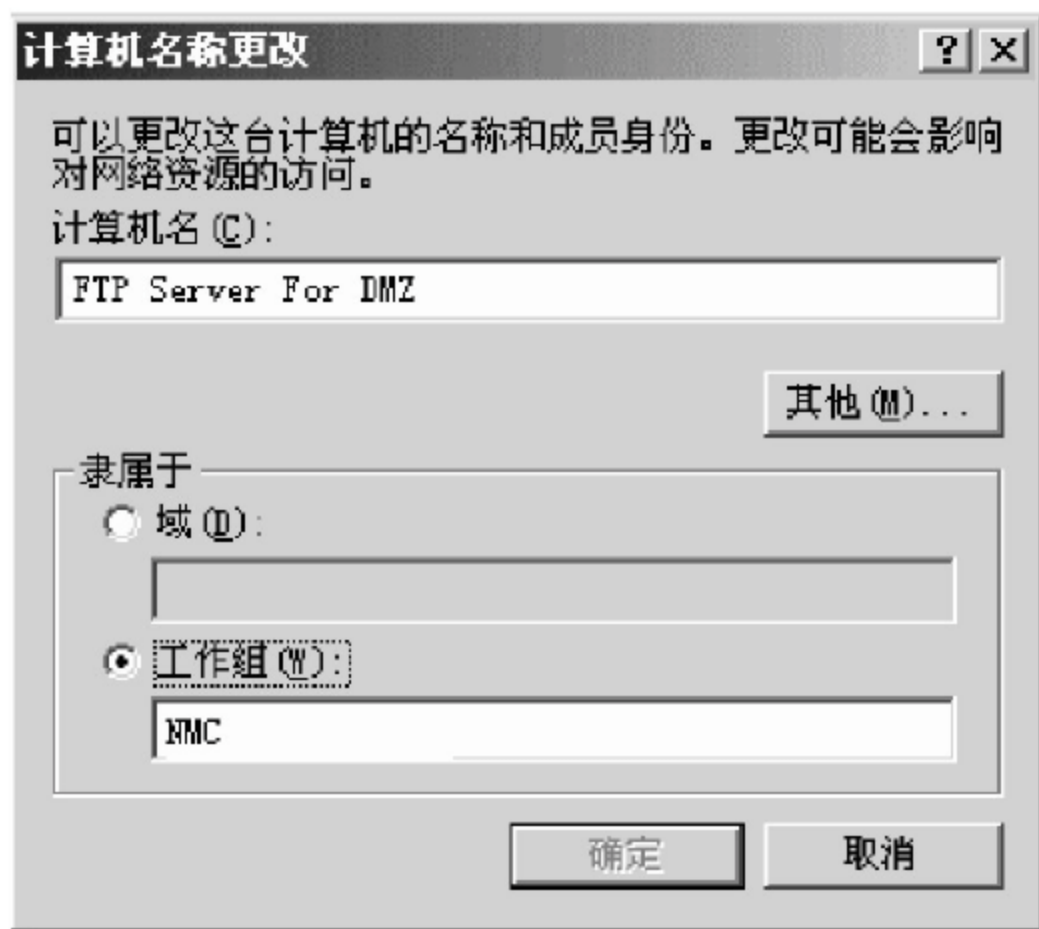 计算机名称更改
可以更改这台计算机的名称和成员身份。更改可能会影响
对网络资源的访问。
计算机名(C):
FTP Server For DMZ
其他(M)...
隶属于
域(D):
工作组(W):
NMC
确定
取消